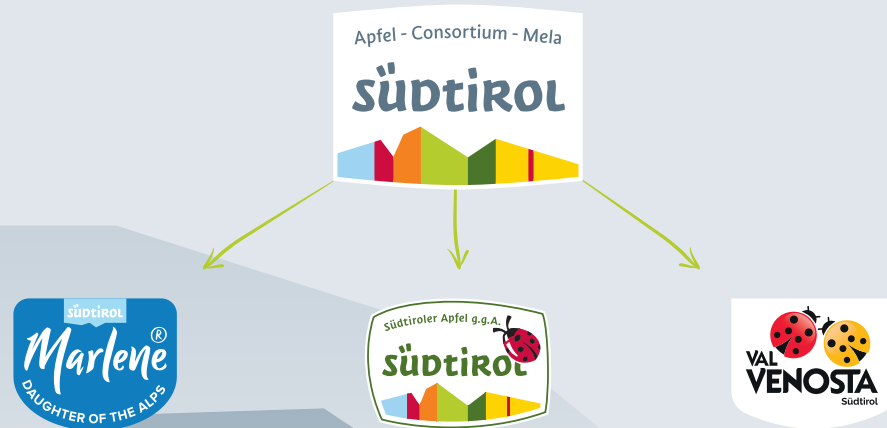 Apfel - Consortium - Mela
SÜDTIROL
SÜDTIROL
Marlene®
DAUGHTER OF THE ALPS
Südtiroler Apfel g.g.A.
SÜDTIROL
VAL
VENOSTA
Südtirol